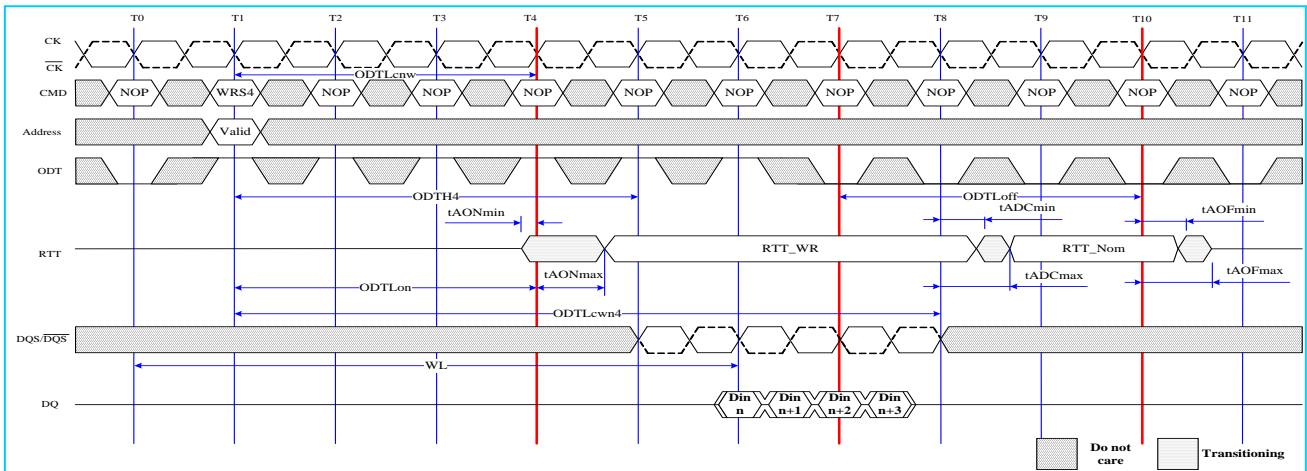 T0 T1 T2 T3 T4 T5 T6 T7 T8 T9 T10 T11
CK
CK
ODTLcnw
CMD NOP WRS4 NOP NOP NOP NOP NOP NOP NOP NOP NOP NOP
Address Valid
ODT
ODTH4 ODTLoff
tADCmin
tAONmin tAOFmin
RTT RTT_WR RTT_Nom
tAONmax tADCmax tAOFmax
ODTLon
ODTLcwn4
DQS/DQS
WL
DQ Din n Din n+1 Din n+2 Din n+3
Do not care Transitioning